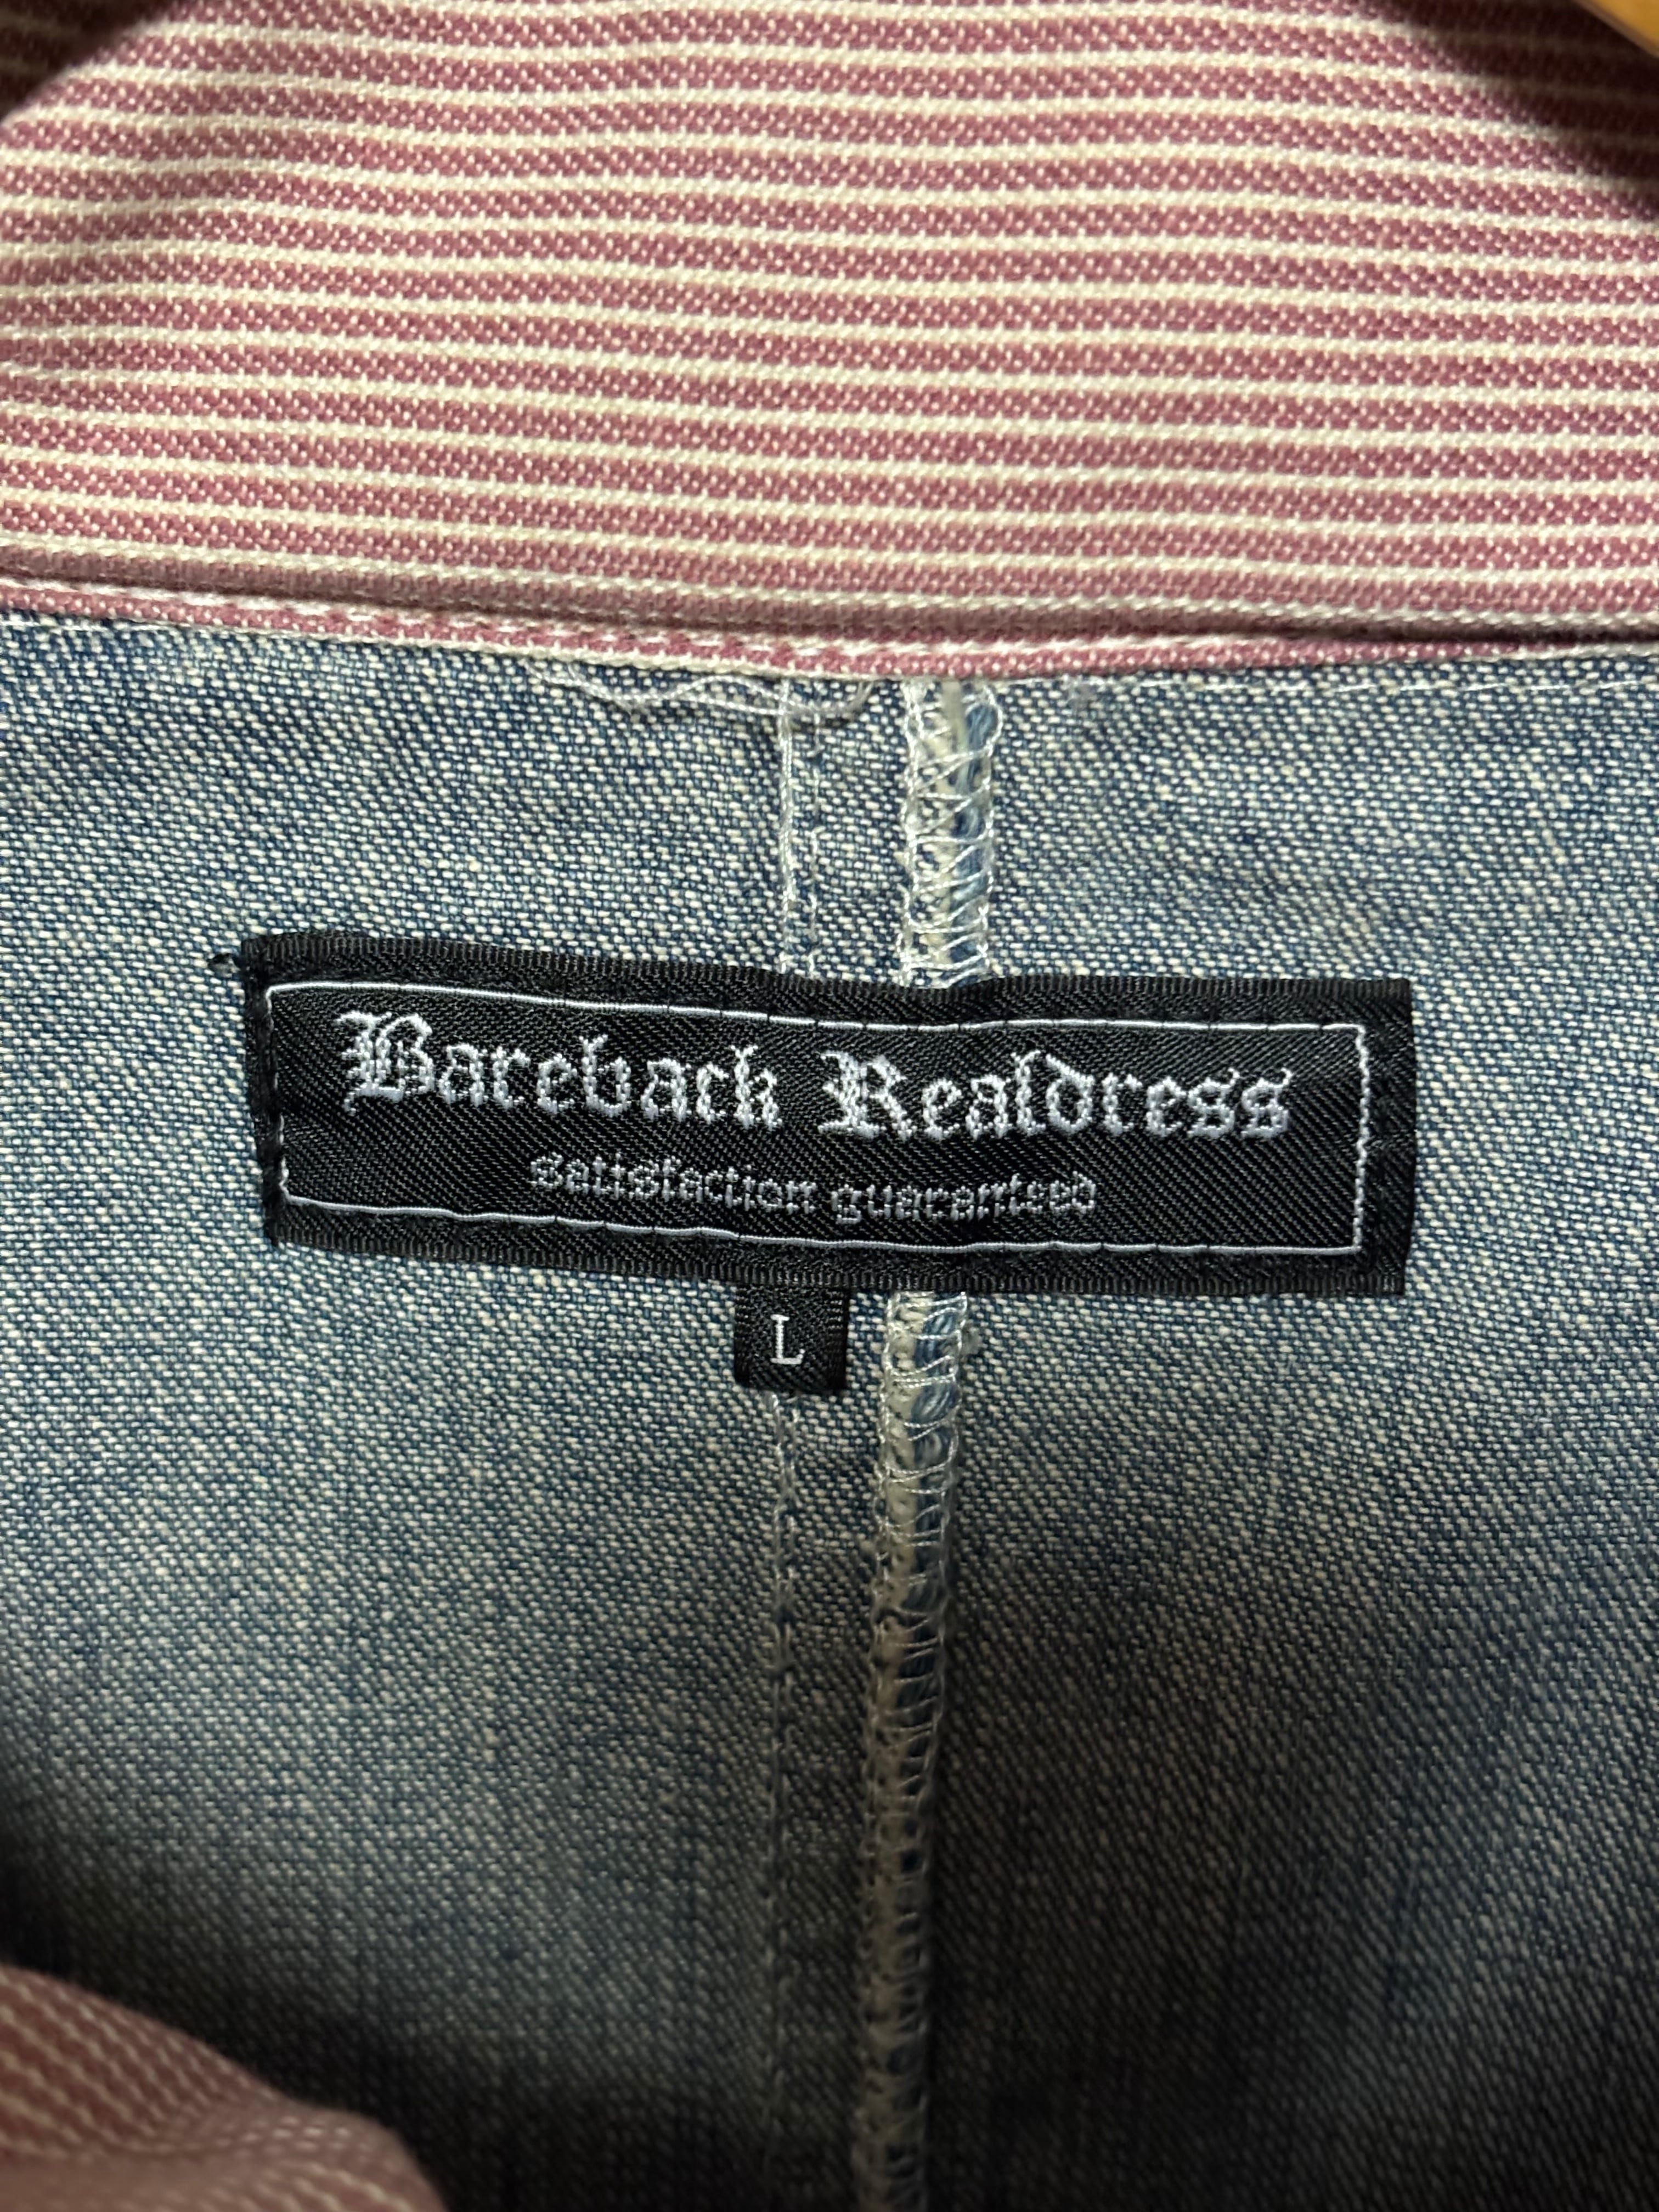 Bareback Realdress
satisfaction guaranteed
L